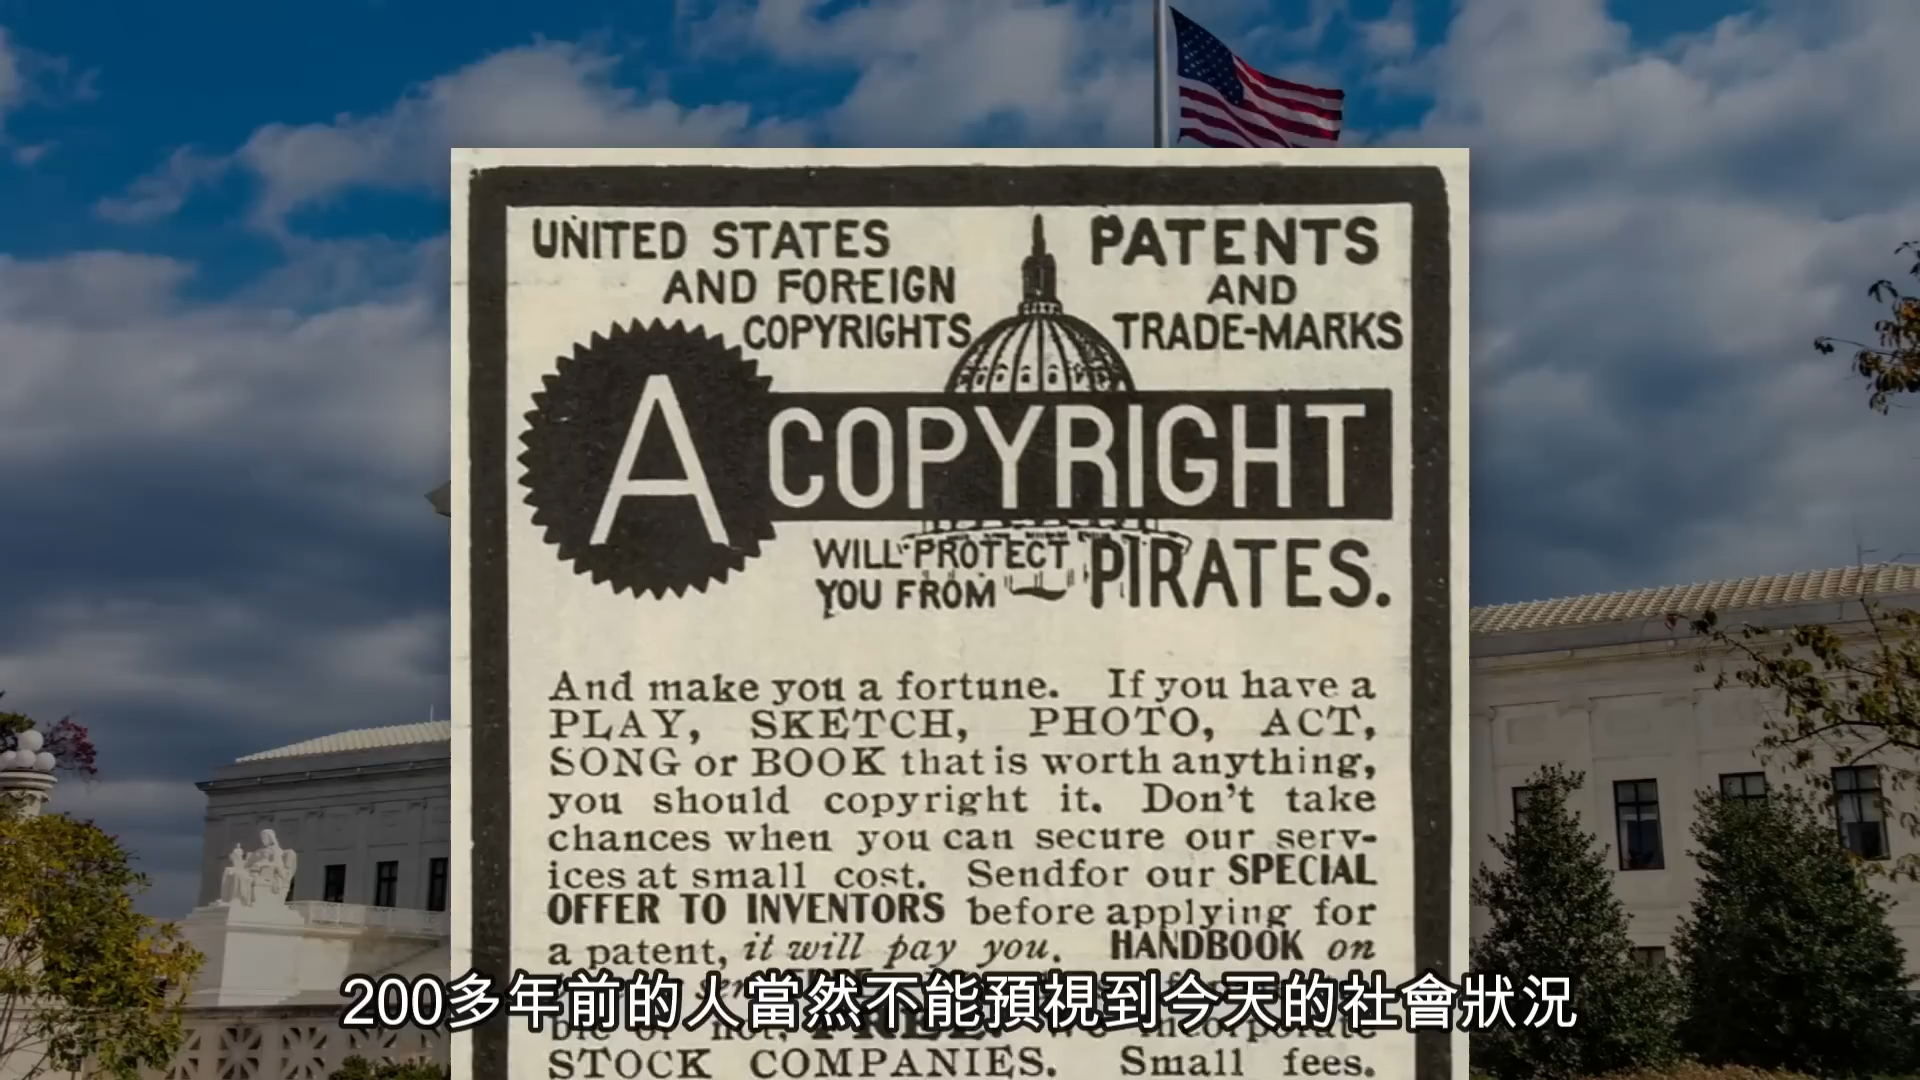 UNITED STATES
AND FOREIGN
COPYRIGHTS
PATENTS
AND
TRADE-MARKS
A COPYRIGHT
WILL PROTECT
YOU FROM PIRATES.
And make you a fortune. If you have a
PLAY, SKETCH, PHOTO, ACT,
SONG or BOOK that is worth anything,
you should copyright it. Don't take
chances when you can secure our serv-
ices at small cost. Send for our SPECIAL
OFFER TO INVENTORS before applying for
a patent, it will pay you. HANDBOOK on
200多年前的人當然不能預視到今天的社會狀況
STOCK COMPANIES. Small fees.